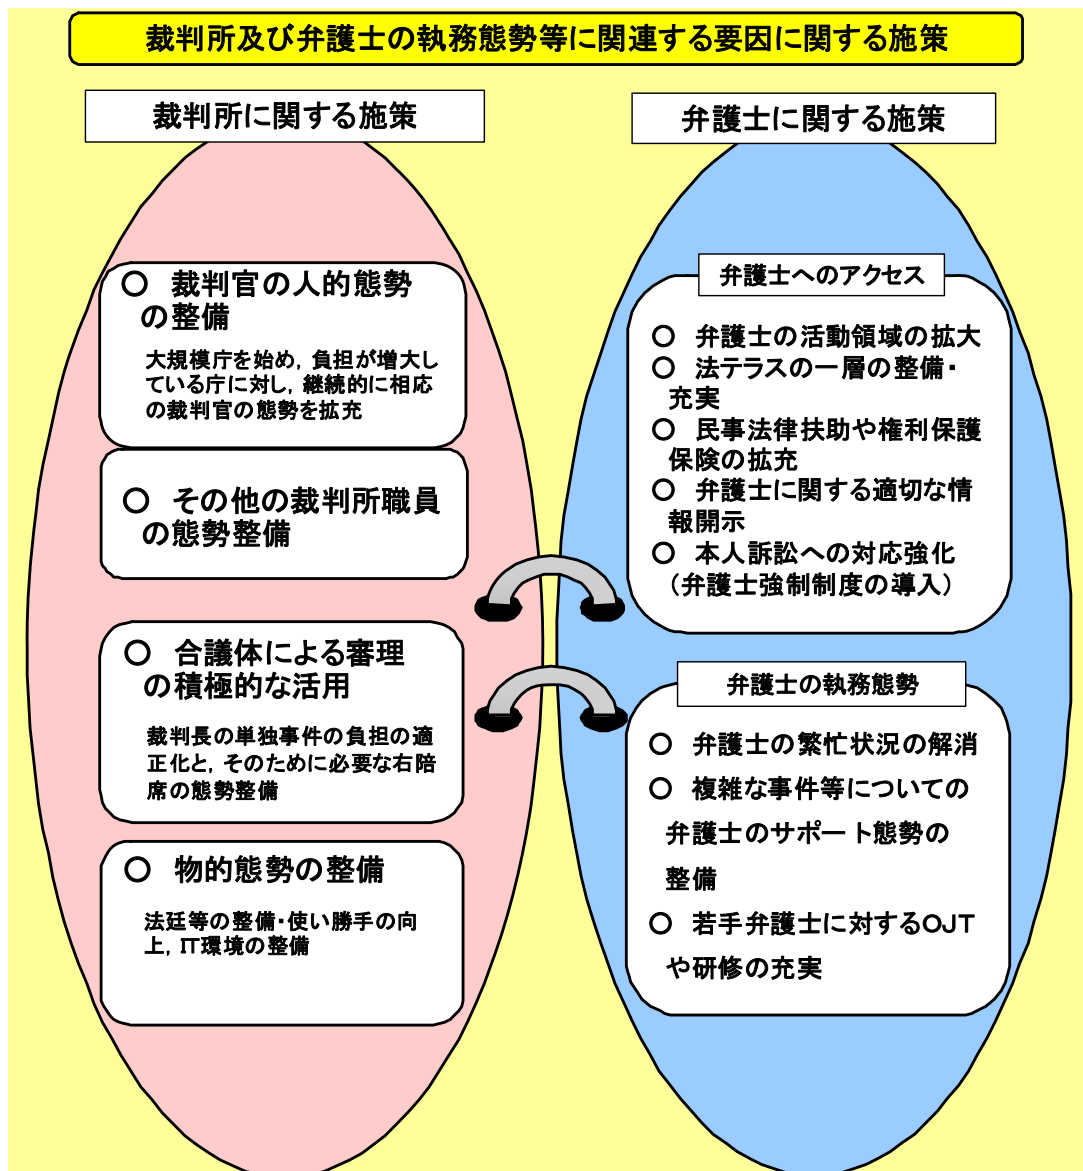 裁判所及び弁護士の執務態勢等に関連する要因に関する施策
裁判所に関する施策
○ 裁判官の人的態勢
の整備
大規模庁を始め，負担が増大し
ている庁に対し，継続的に相応
の裁判官の態勢を拡充
○ その他の裁判所職員
の態勢整備
○ 合議体による審理
の積極的な活用
裁判長の単独事件の負担の適
正化と，そのために必要な右陪
席の態勢整備
○ 物的態勢の整備
法廷等の整備・使い勝手の向
上，IT環境の整備
弁護士に関する施策
弁護士へのアクセス
○ 弁護士の活動領域の拡大
○ 法テラスの一層の整備・
充実
○ 民事法律扶助や権利保護
保険の拡充
○ 弁護士に関する適切な情
報開示
○ 本人訴訟への対応強化
（弁護士強制制度の導入）
弁護士の執務態勢
○ 弁護士の繁忙状況の解消
○ 複雑な事件等についての
弁護士のサポート態勢の
整備
○ 若手弁護士に対するOJT
や研修の充実